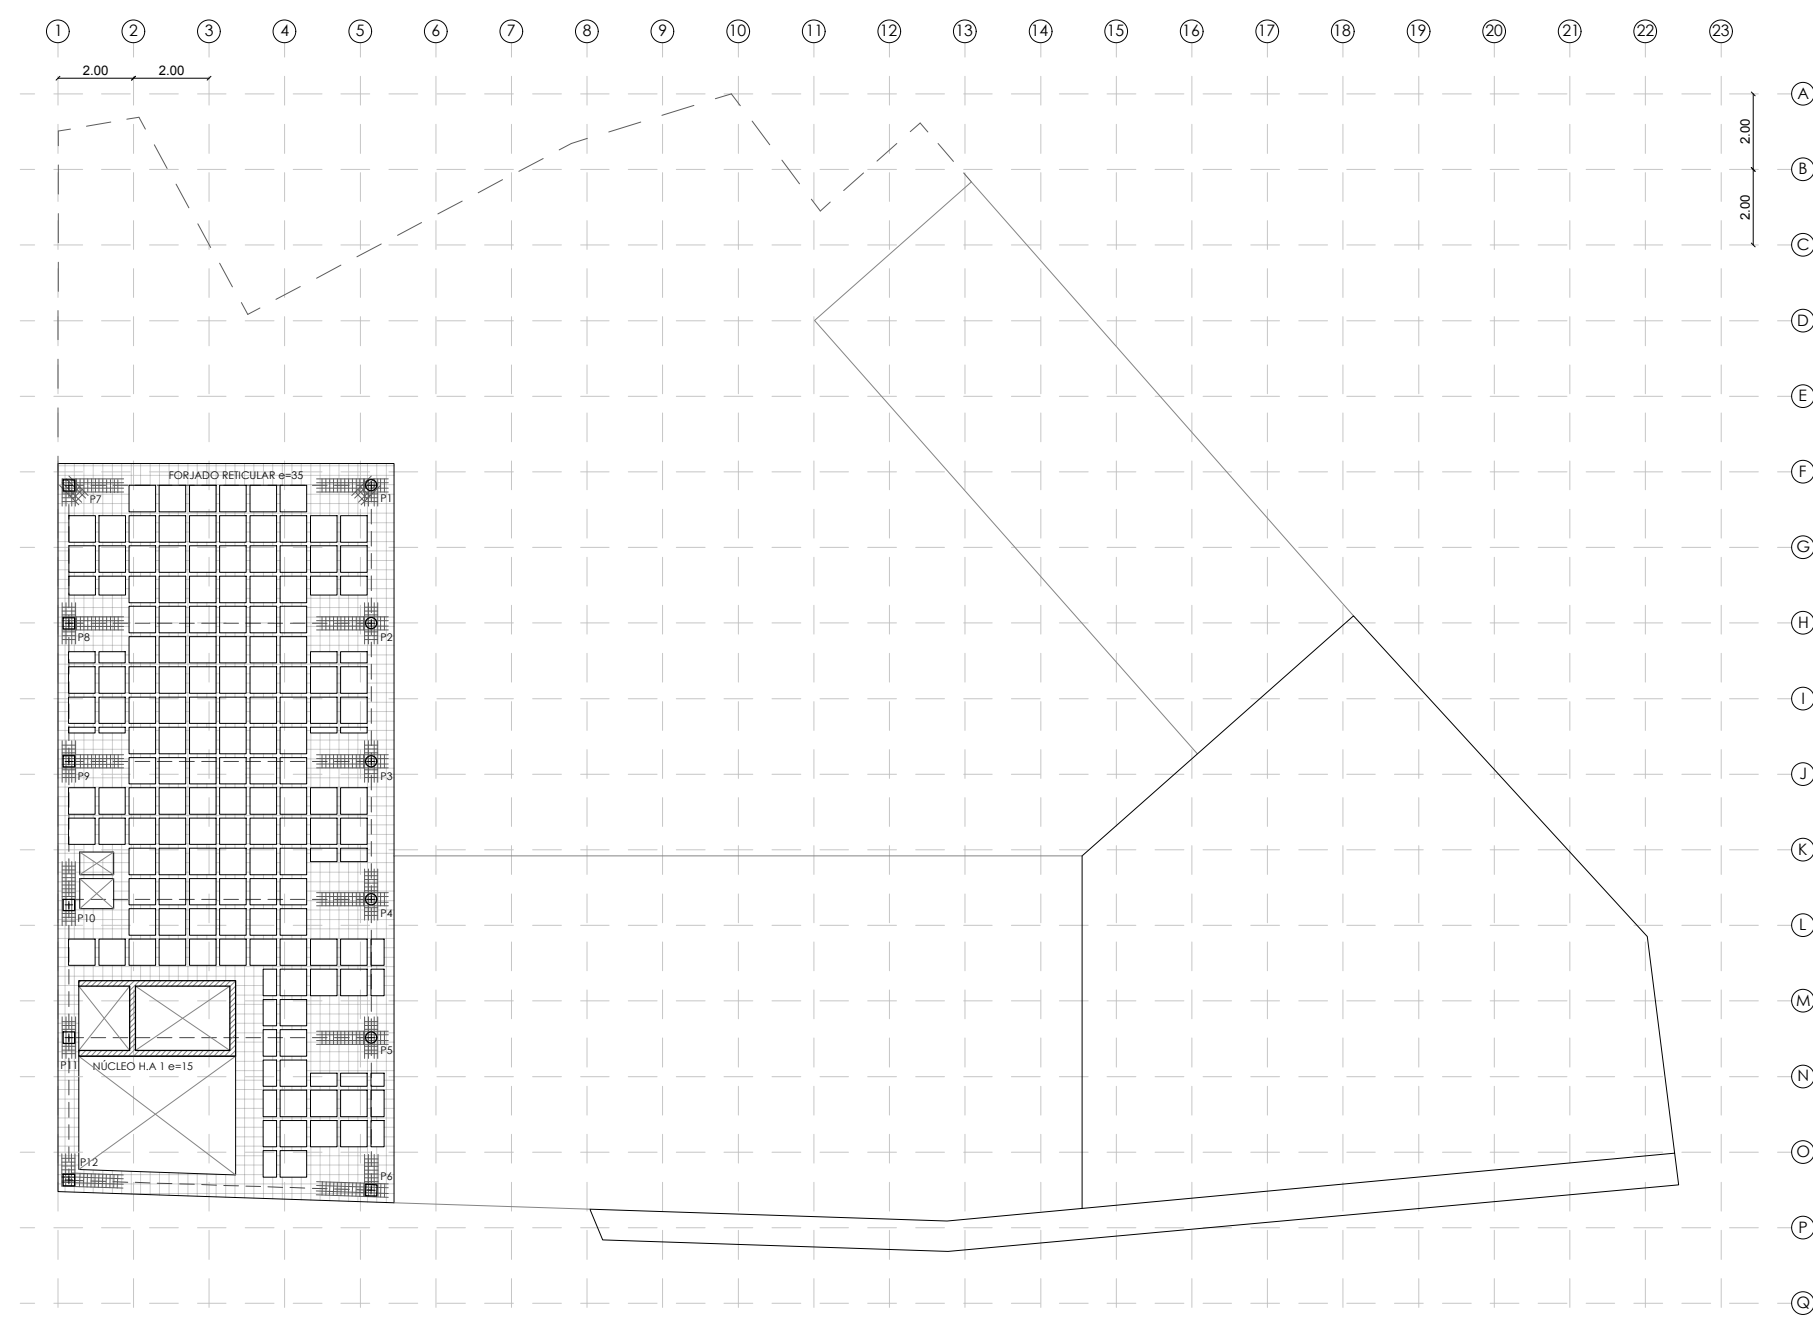 1 2 3 4 5 6 7 8 9 10 11 12 13 14 15 16 17 18 19 20 21 22 23
2.00 2.00
A
2.00
B
2.00
C
D
E
F
FORJADO RETICULAR e=35
P7 P1
G
H
P8 P2
I
J
P9 P3
K
P10 P4
L
M
P11 P5
NÚCLEO H.A 1 e=15
N
O
P12 P6
P
Q